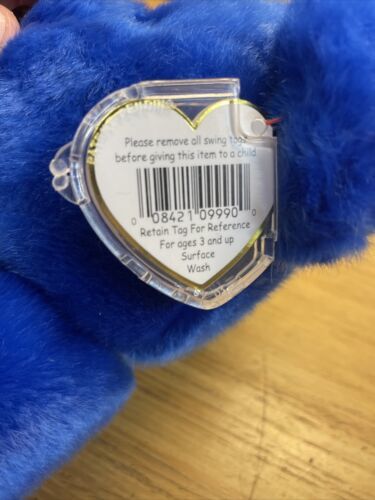 Please remove all swing tags
before giving this item to a child
0 08421 09990 0
Retain Tag For Reference
For ages 3 and up
Surface
Wash